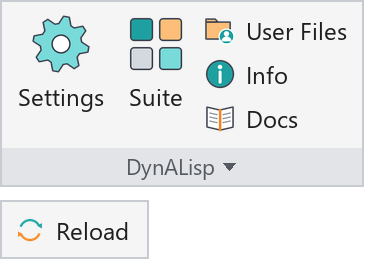 Settings
Suite
User Files
Info
Docs
DynALisp
Reload